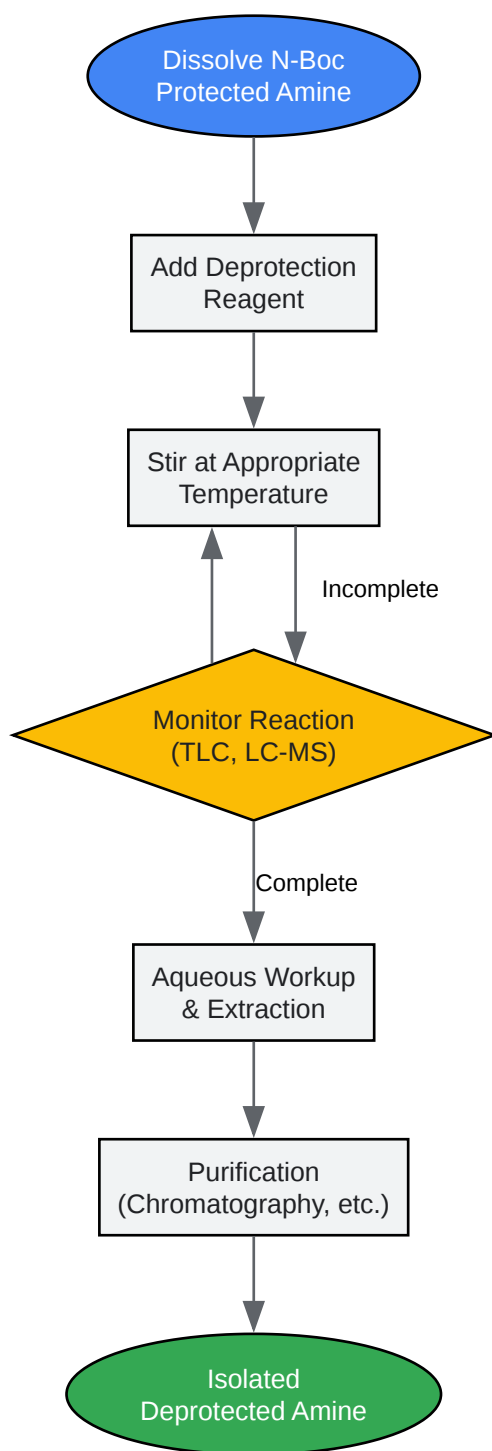 Dissolve N-Boc
Protected Amine
Add Deprotection
Reagent
Stir at Appropriate
Temperature
Incomplete
Monitor Reaction
(TLC, LC-MS)
Complete
Aqueous Workup
& Extraction
Purification
(Chromatography, etc.)
Isolated
Deprotected Amine